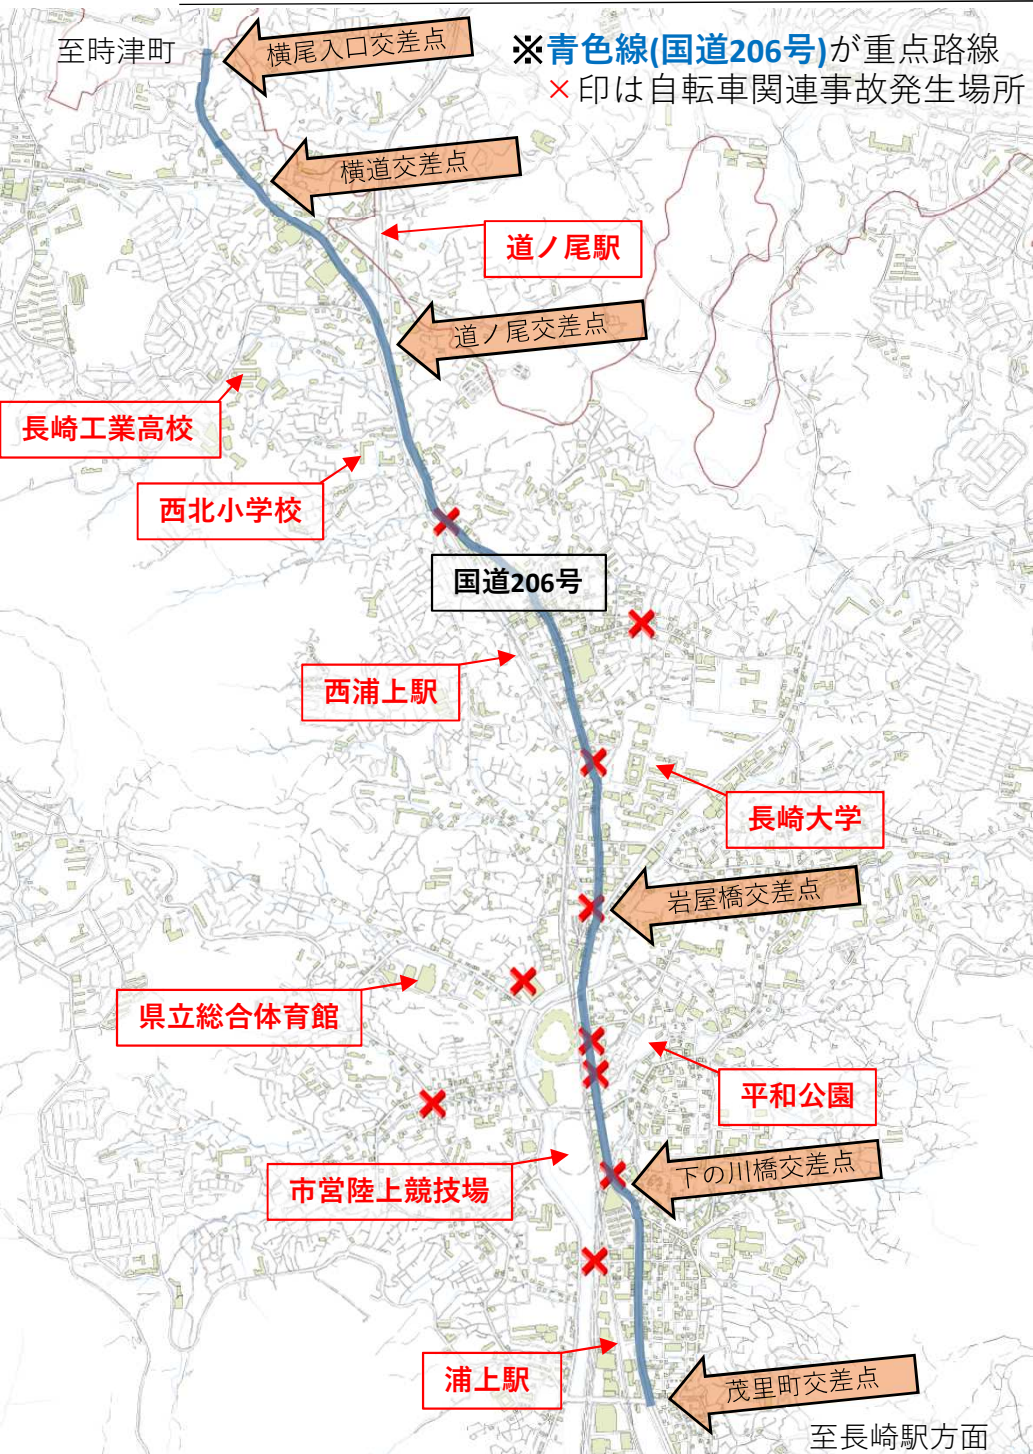 至時津町
横尾入口交差点
※青色線(国道206号)が重点路線
×印は自転車関連事故発生場所
横道交差点
道ノ尾駅
道ノ尾交差点
長崎工業高校
西北小学校
国道206号
西浦上駅
長崎大学
岩屋橋交差点
県立総合体育館
平和公園
下の川橋交差点
市営陸上競技場
浦上駅
茂里町交差点
至長崎駅方面